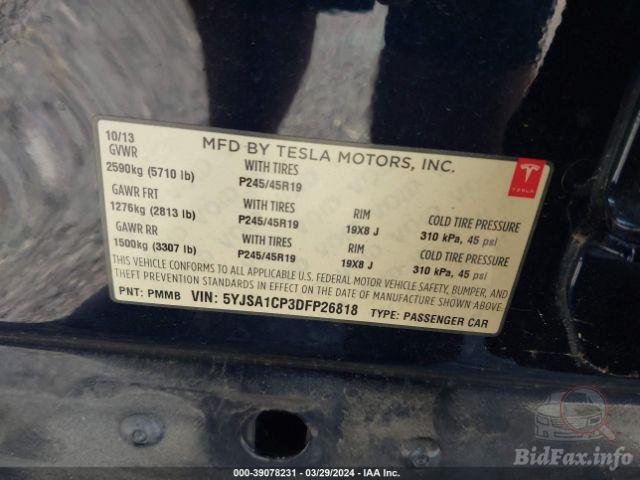 10/13
MFD BY TESLA MOTORS, INC.
GVWR
2590kg (5710 lb) WITH TIRES P245/45R19
TESLA
GAWR FRT
1276kg (2813 lb) WITH TIRES P245/45R19 RIM 19X8 J COLD TIRE PRESSURE 310 kPa, 45 psi
GAWR RR
1500kg (3307 lb) WITH TIRES P245/45R19 RIM 19X8 J COLD TIRE PRESSURE 310 kPa, 45 psi
THIS VEHICLE CONFORMS TO ALL APPLICABLE U.S. FEDERAL MOTOR VEHICLE SAFETY, BUMPER, AND
THEFT PREVENTION STANDARDS IN EFFECT ON THE DATE OF MANUFACTURE SHOWN ABOVE.
PNT: PMMB VIN: 5YJSA1CP3DFP26818 TYPE: PASSENGER CAR
BidFax.info
000-39078231 - 03/29/2024 - IAA Inc.